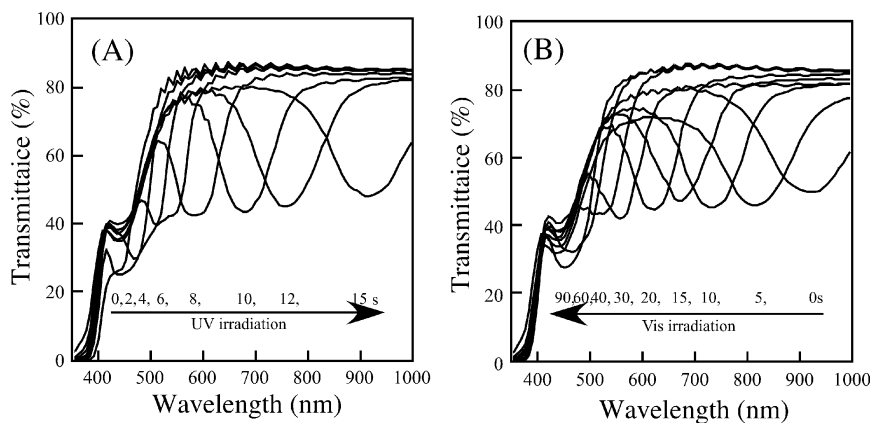 (A)
Transmittaice (%)
100
80
60
40
20
0
0,2,4, 6, 8, 10, 12, 15 s
UV irradiation
400 500 600 700 800 900 1000
Wavelength (nm)
(B)
Transmittaice (%)
100
80
60
40
20
0
90,60,40, 30, 20, 15, 10, 5, 0s
Vis irradiation
400 500 600 700 800 900 1000
Wavelength (nm)